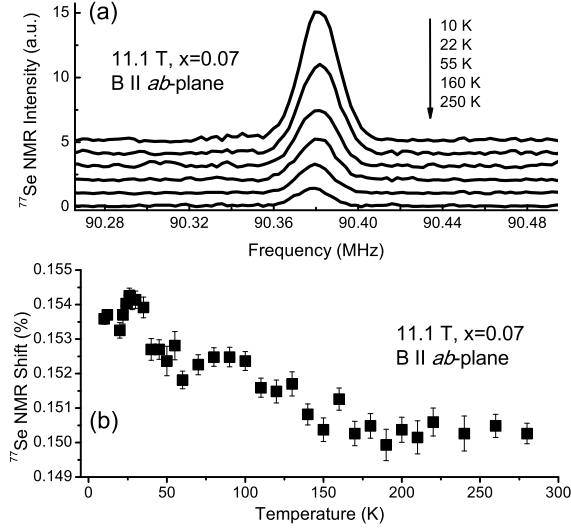 (a)
15
10
5
0
⁷⁷Se NMR Intensity (a.u.)
11.1 T, x=0.07
B II ab-plane
10 K
22 K
55 K
160 K
250 K
90.28 90.32 90.36 90.40 90.44 90.48
Frequency (MHz)
0.155
0.154
0.153
0.152
0.151
0.150
0.149
⁷⁷Se NMR Shift (%)
11.1 T, x=0.07
B II ab-plane
(b)
0 50 100 150 200 250 300
Temperature (K)